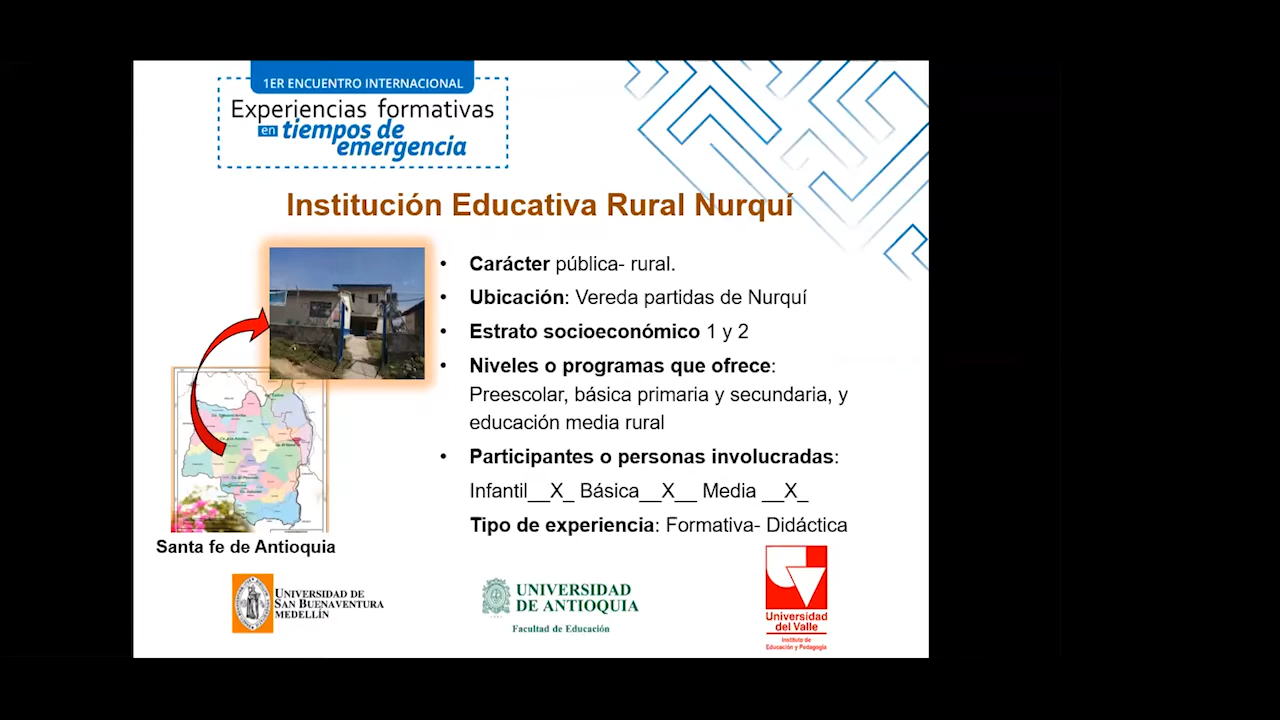 1ER ENCUENTRO INTERNACIONAL
Experiencias formativas
en tiempos de
emergencia
Institución Educativa Rural Nurquí
• Carácter pública- rural.
• Ubicación: Vereda partidas de Nurquí
• Estrato socioeconómico 1 y 2
• Niveles o programas que ofrece:
Preescolar, básica primaria y secundaria, y
educación media rural
• Participantes o personas involucradas:
Infantil__X_ Básica__X__ Media __X_
Tipo de experiencia: Formativa- Didáctica
Santa fe de Antioquia
UNIVERSIDAD DE
SAN BUENAVENTURA
MEDELLÍN
UNIVERSIDAD
DE ANTIOQUIA
Facultad de Educación
Universidad
del Valle
Instituto de
Educación y Pedagogía